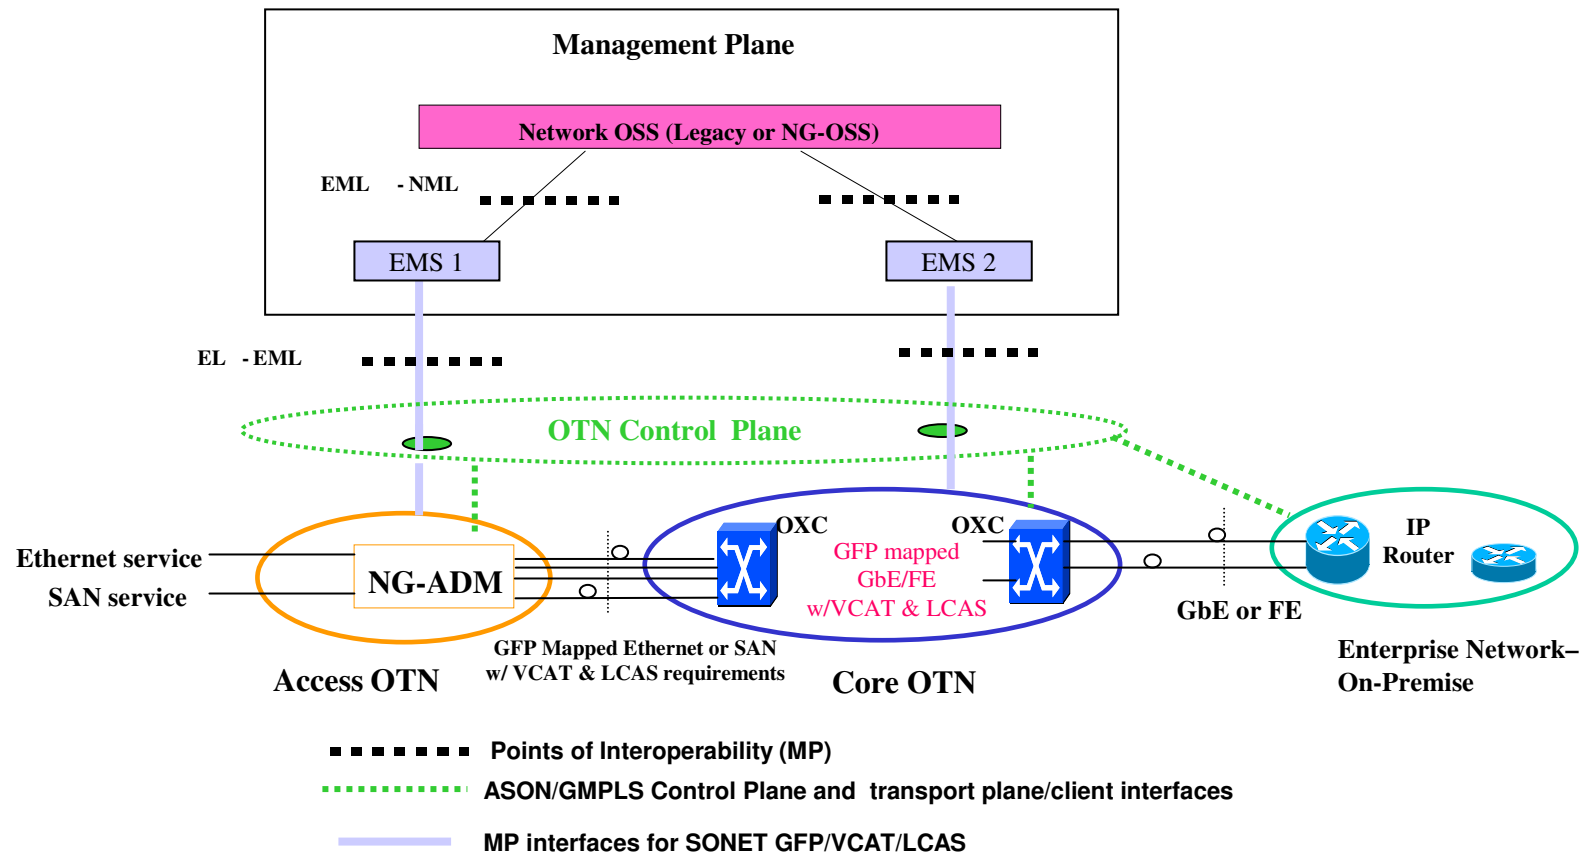 Management Plane
Network OSS (Legacy or NG-OSS)
EML - NML
EMS 1
EMS 2
EL - EML
OTN Control Plane
OXC
OXC
IP
Router
GFP mapped
GbE/FE
w/VCAT & LCAS
Ethernet service
SAN service
NG-ADM
GbE or FE
GFP Mapped Ethernet or SAN
w/ VCAT & LCAS requirements
Access OTN
Core OTN
Enterprise Network–
On-Premise
Points of Interoperability (MP)
ASON/GMPLS Control Plane and transport plane/client interfaces
MP interfaces for SONET GFP/VCAT/LCAS